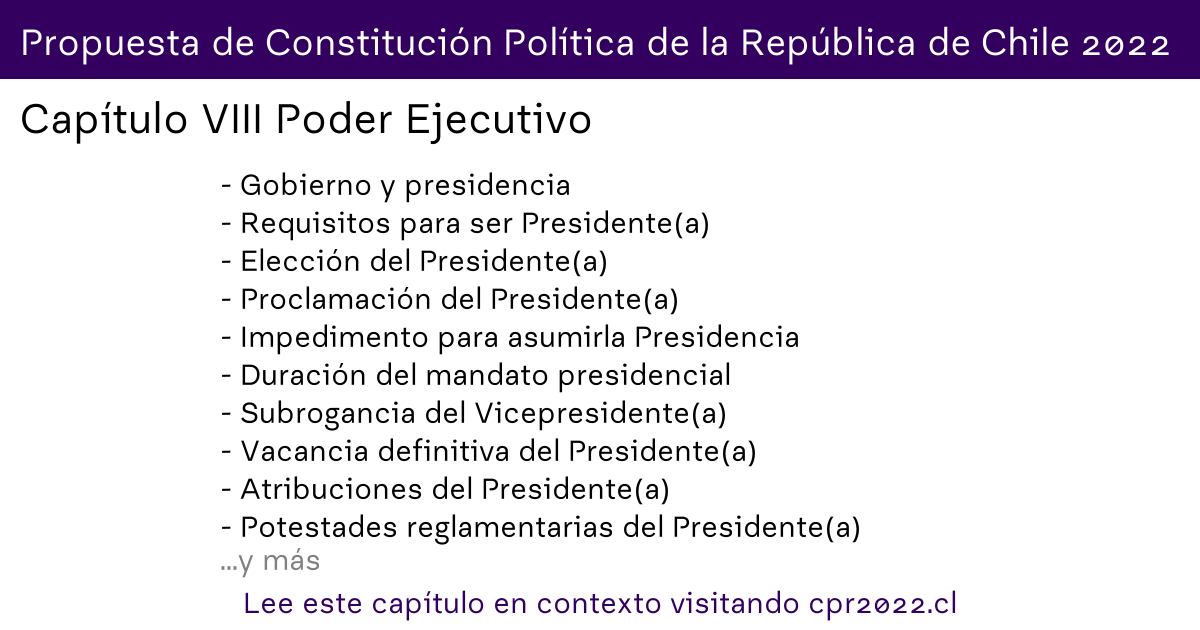 Propuesta de Constitución Política de la República de Chile 2022
Capítulo VIII Poder Ejecutivo
- Gobierno y presidencia
- Requisitos para ser Presidente(a)
- Elección del Presidente(a)
- Proclamación del Presidente(a)
- Impedimento para asumirla Presidencia
- Duración del mandato presidencial
- Subrogancia del Vicepresidente(a)
- Vacancia definitiva del Presidente(a)
- Atribuciones del Presidente(a)
- Potestades reglamentarias del Presidente(a)
...y más
Lee este capítulo en contexto visitando cpr2022.cl